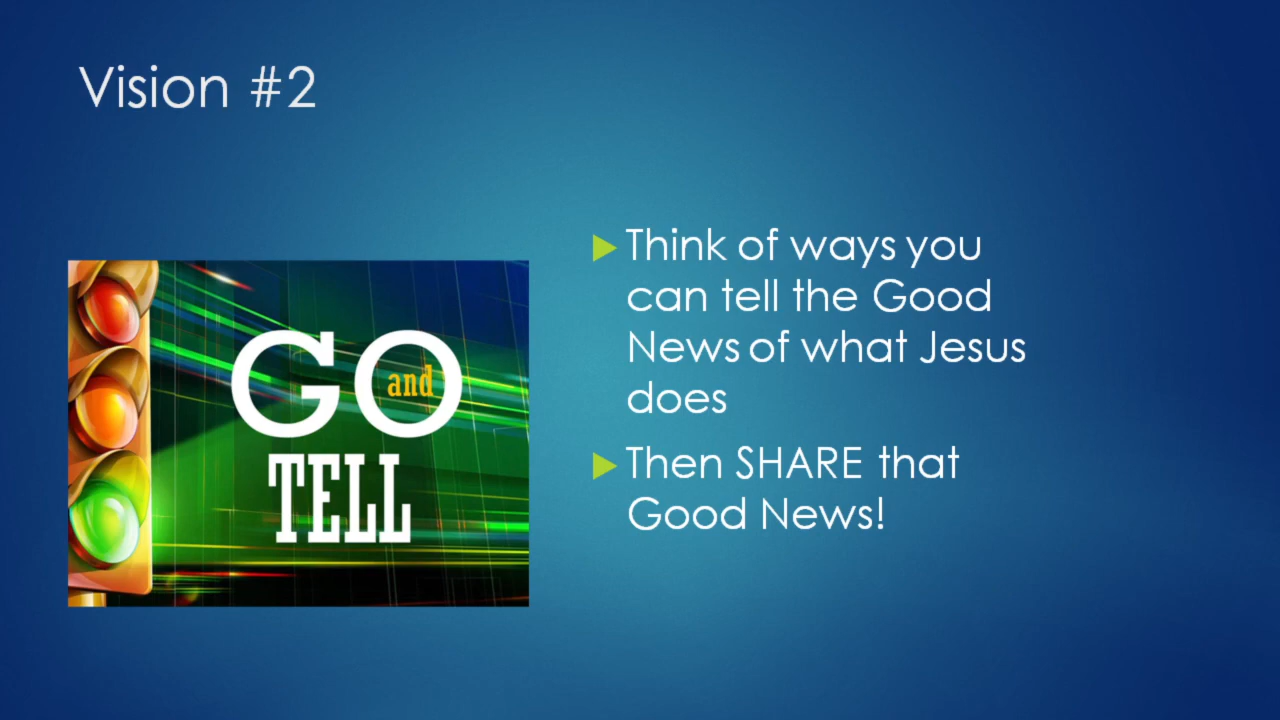 Vision #2
GO
and
TELL
Think of ways you
can tell the Good
News of what Jesus
does
Then SHARE that
Good News!